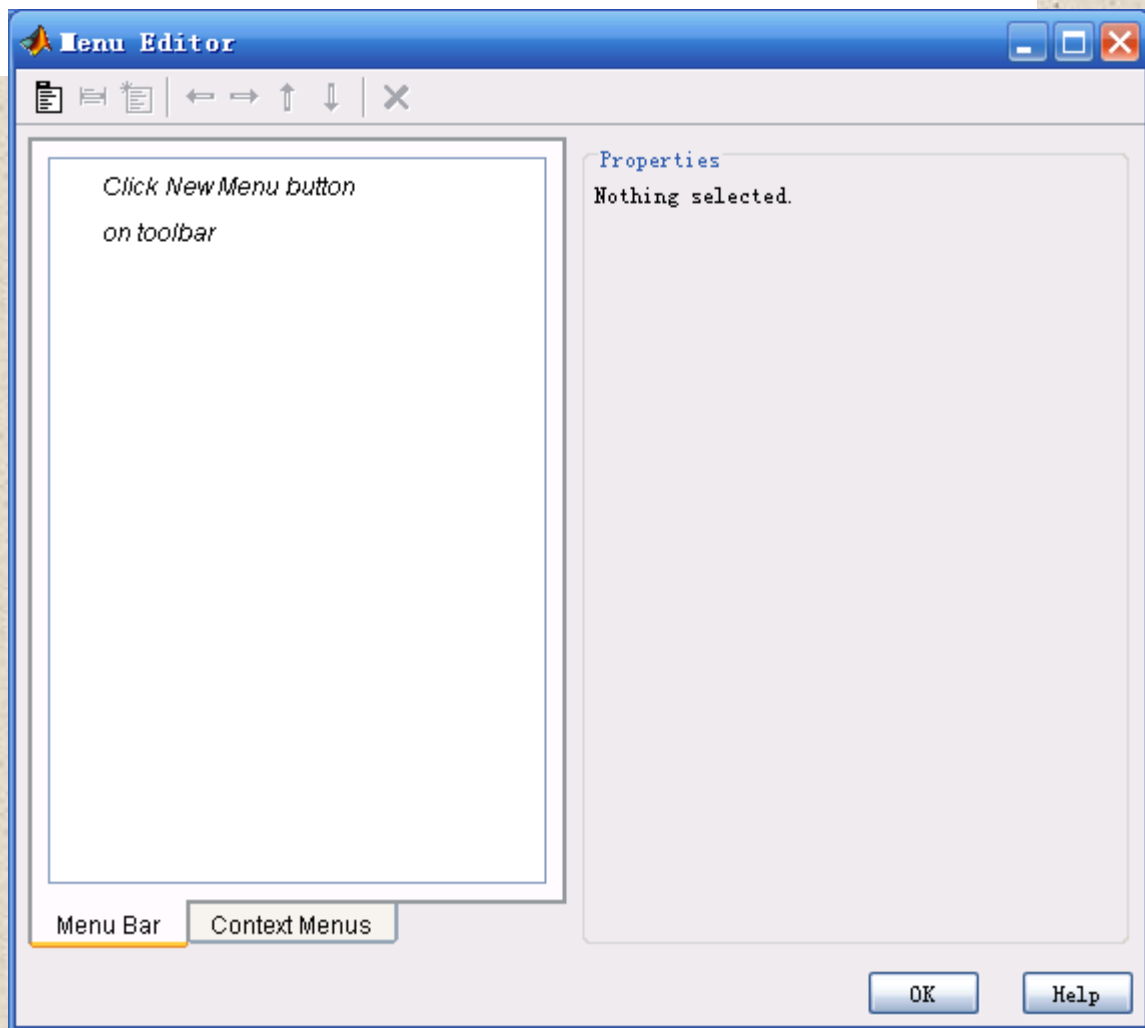 Menu Editor
Click New Menu button
on toolbar
Properties
Nothing selected.
Menu Bar
Context Menus
OK
Help